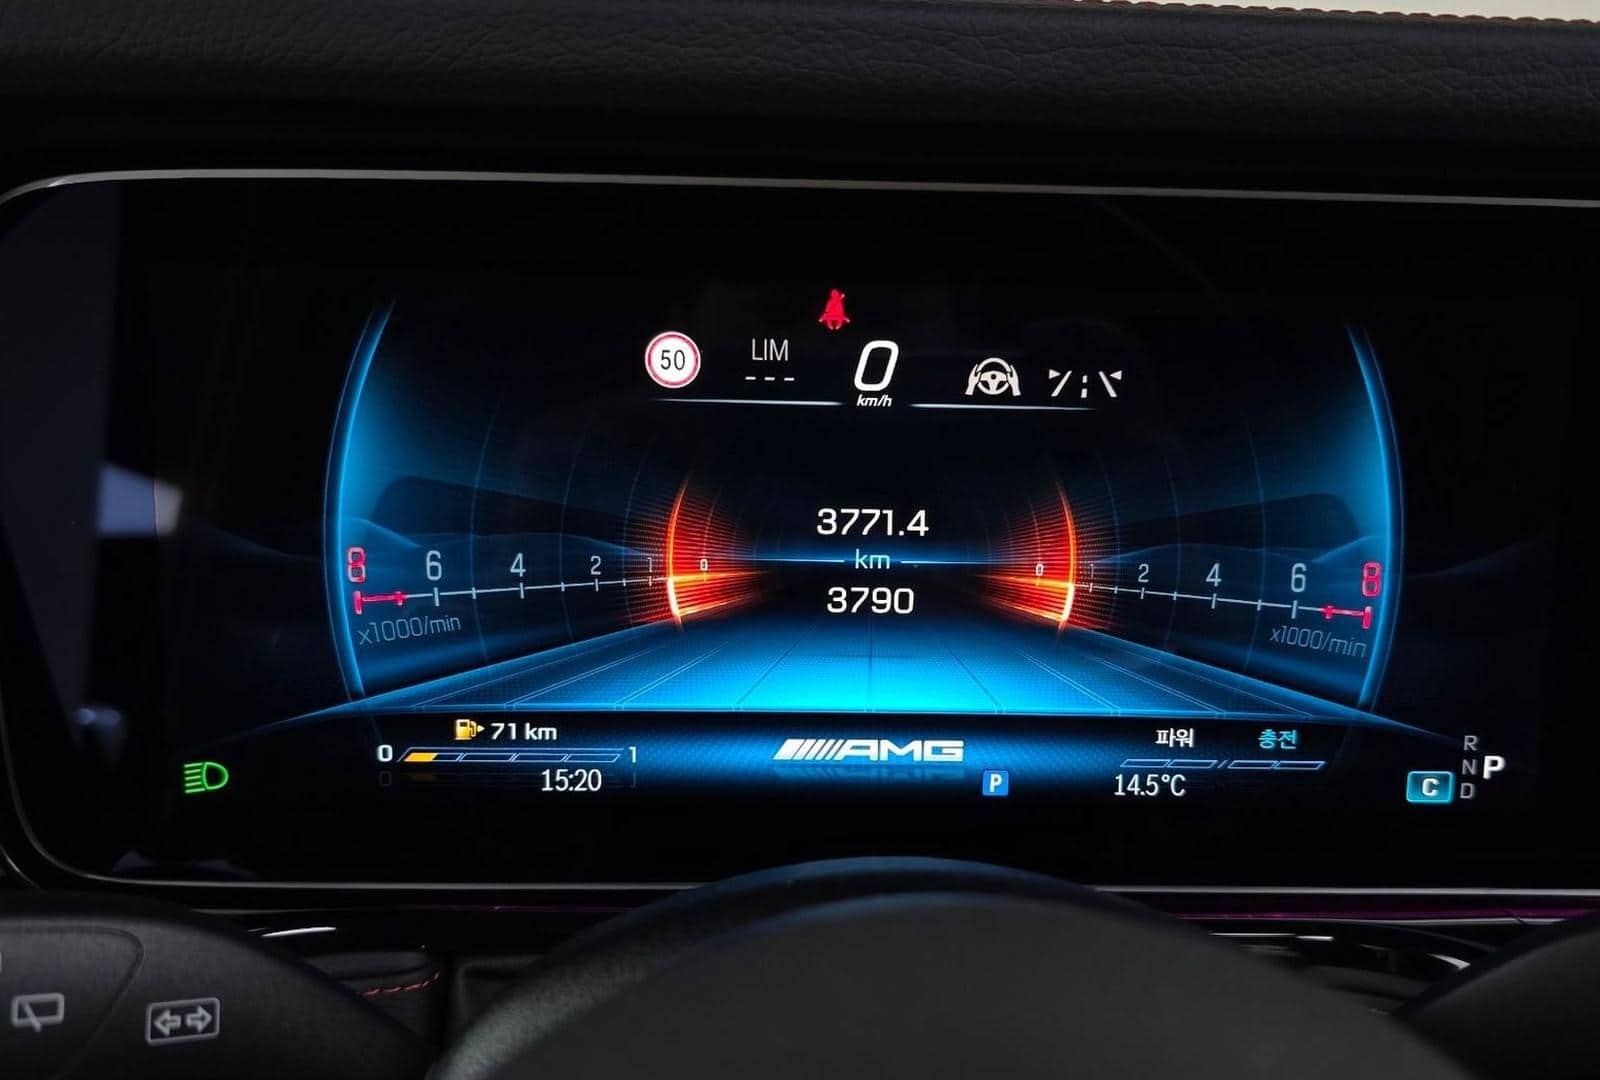 50
LIM
---
0
km/h
3771.4
km
3790
8 6 4 2 1 0
x1000/min
0 1 2 4 6 8
x1000/min
71 km
0 1
15:20
AMG
P
파워 충전
14.5°C
R
N P
C D